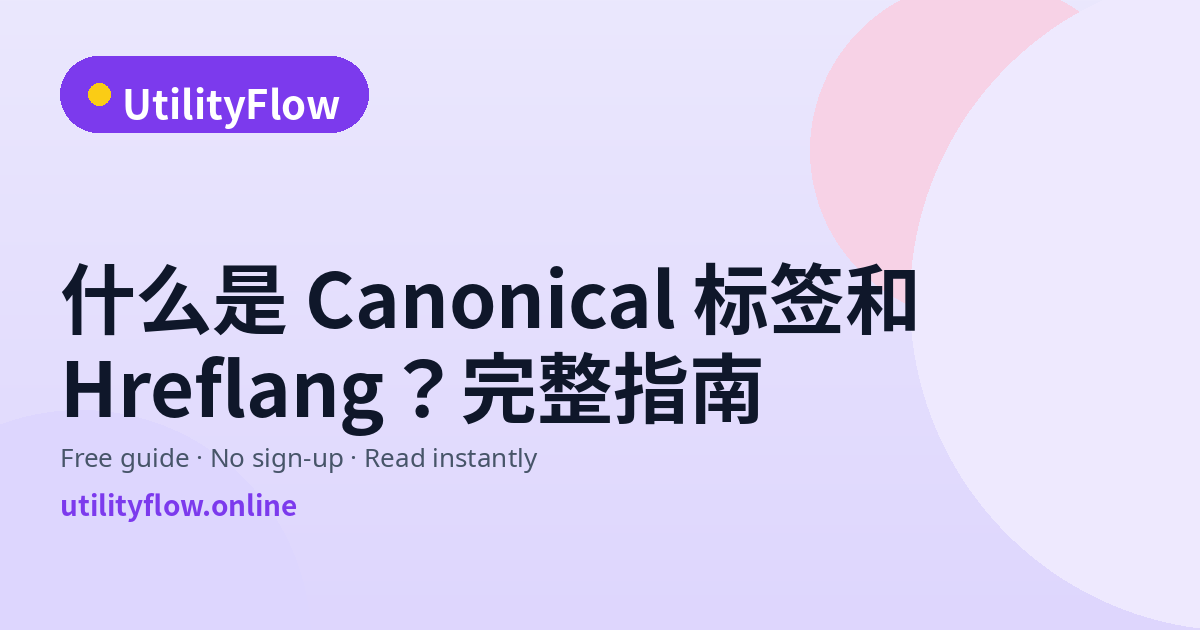 UtilityFlow
什么是 Canonical 标签和
Hreflang？完整指南
Free guide · No sign-up · Read instantly
utilityflow.online